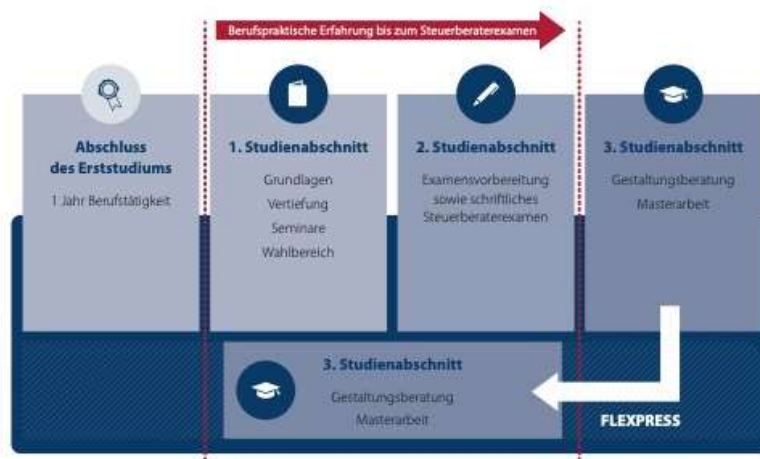 Berufspraktische Erfahrung bis zum Steuerberaterexamen
Abschluss
des Erststudiums
1 Jahr Berufstätigkeit
1. Studienabschnitt
Grundlagen
Vertiefung
Seminare
Wahlbereich
2. Studienabschnitt
Examensvorbereitung
sowie schriftliches
Steuerberaterexamen
3. Studienabschnitt
Gestaltungsberatung
Masterarbeit
3. Studienabschnitt
Gestaltungsberatung
Masterarbeit
FLEXPRESS